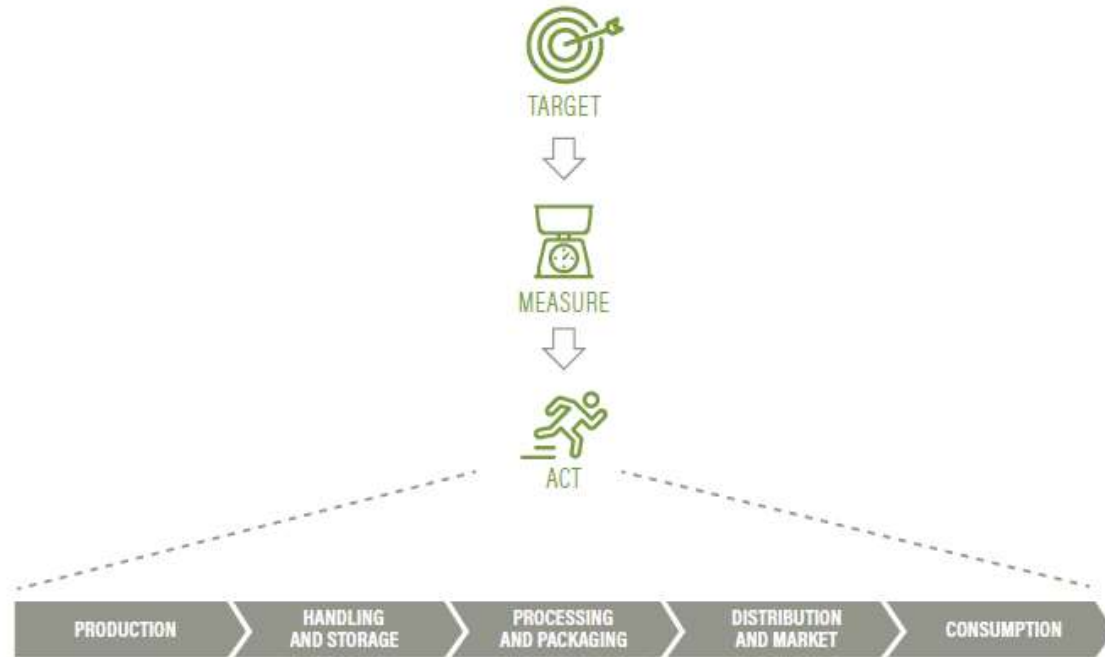 TARGET
MEASURE
ACT
PRODUCTION
HANDLING
AND STORAGE
PROCESSING
AND PACKAGING
DISTRIBUTION
AND MARKET
CONSUMPTION